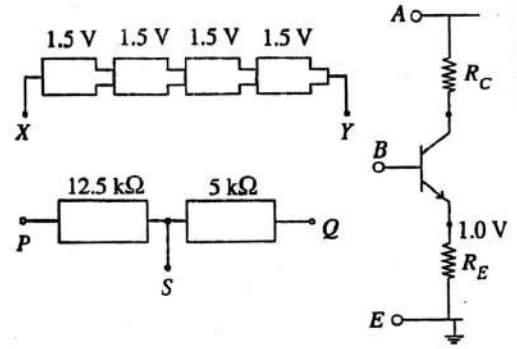 1.5 V 1.5 V 1.5 V 1.5 V
X Y
12.5 kΩ 5 kΩ
P S Q
A
R_C
B
1.0 V
R_E
E